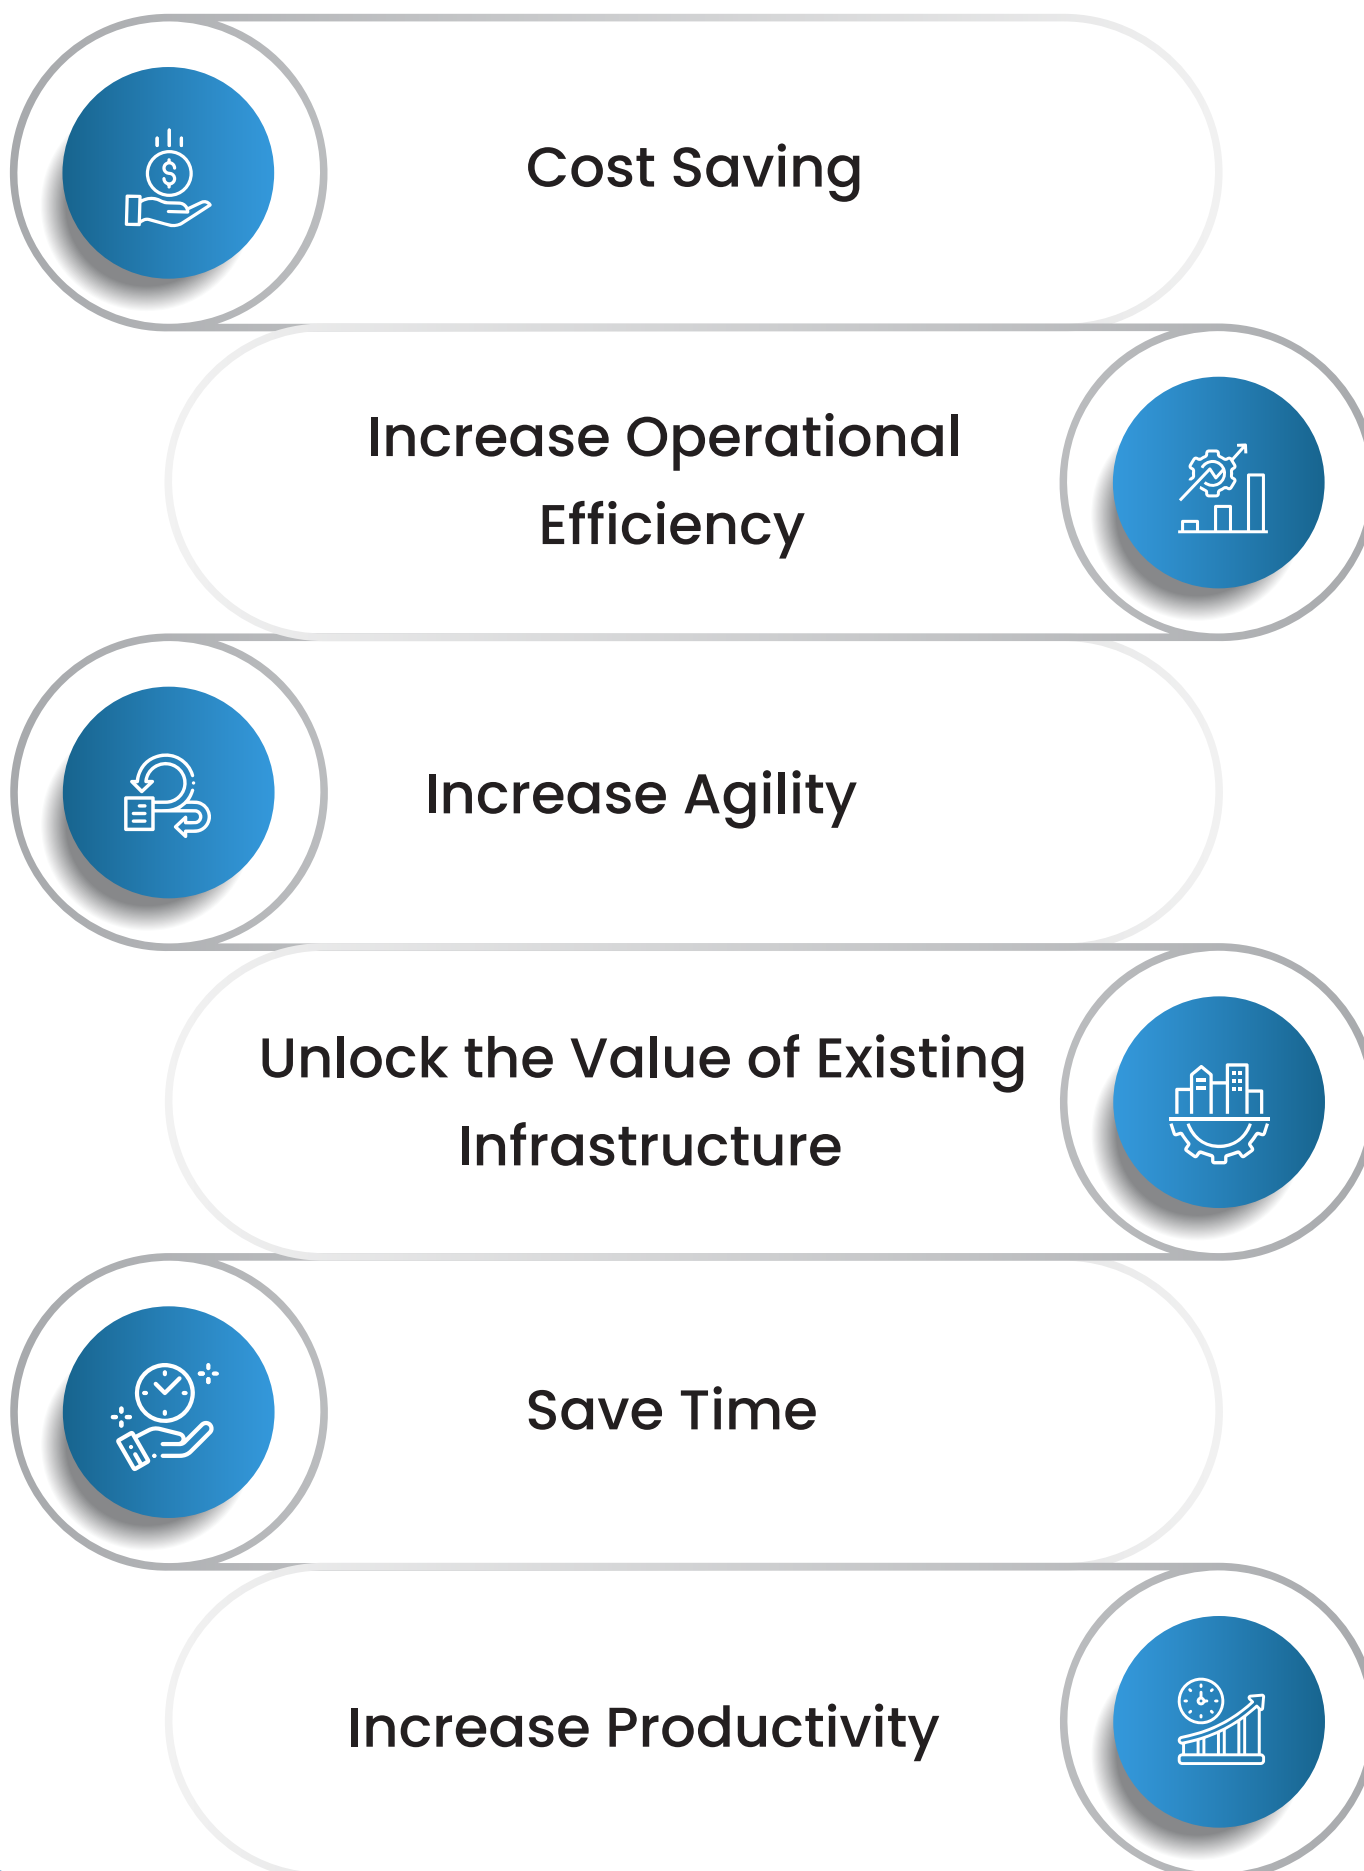 Cost Saving
Increase Operational
Efficiency
Increase Agility
Unlock the Value of Existing
Infrastructure
Save Time
Increase Productivity